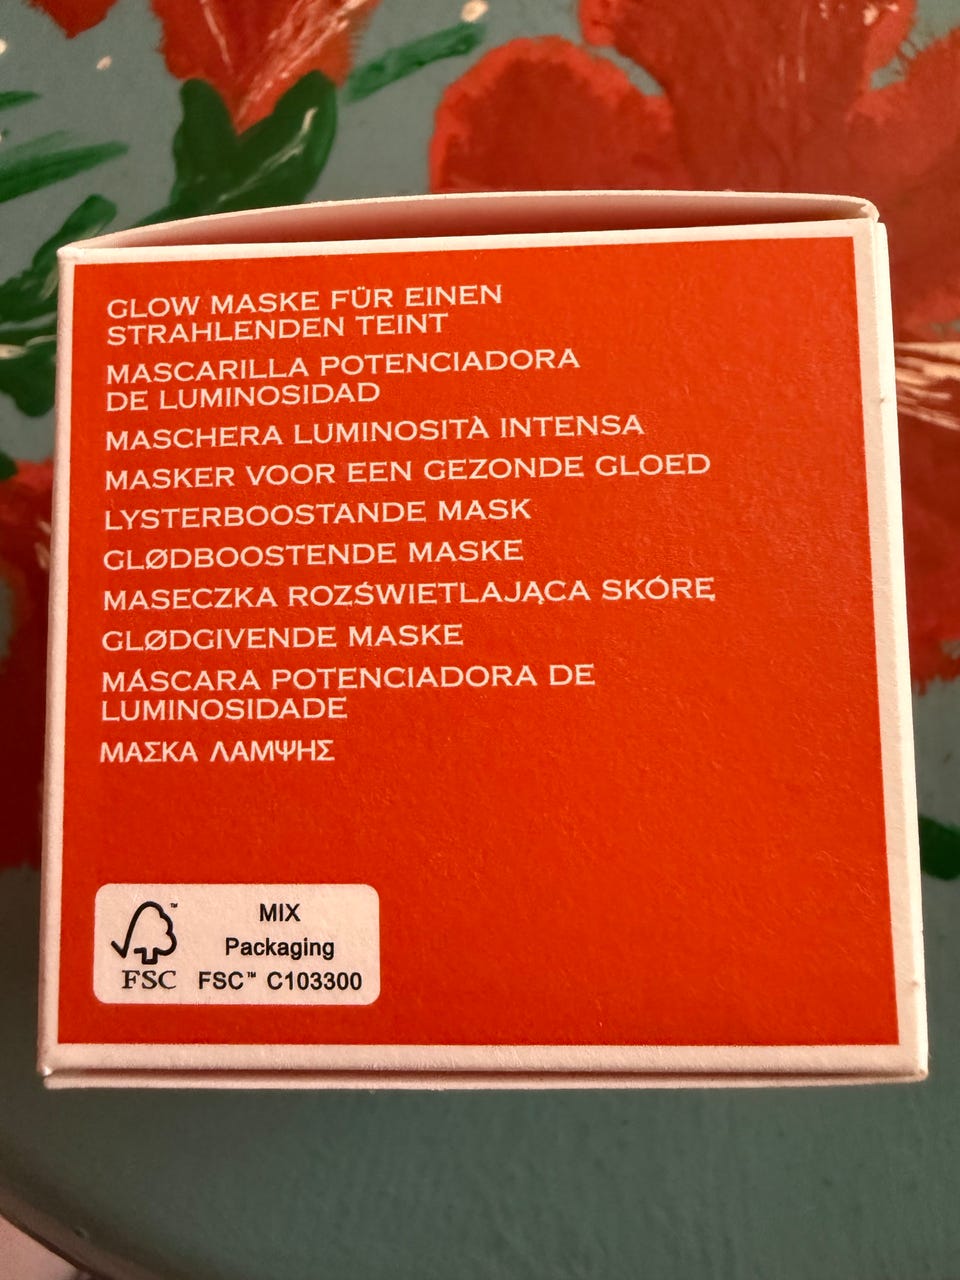 GLOW MASKE FÜR EINEN
STRAHLENDEN TEINT
MASCARILLA POTENCIADORA
DE LUMINOSIDAD
MASCHERA LUMINOSITÀ INTENSA
MASKER VOOR EEN GEZONDE GLOED
LYSTERBOOSTANDE MASK
GLØDBOOSTENDE MASKE
MASECZKA ROZŚWIETLAJĄCA SKÓRĘ
GLØDGIVENDE MASKE
MÁSCARA POTENCIADORA DE
LUMINOSIDADE
ΜΑΣΚΑ ΛΑΜΨΗΣ
™
FSC
MIX
Packaging
FSC™ C103300